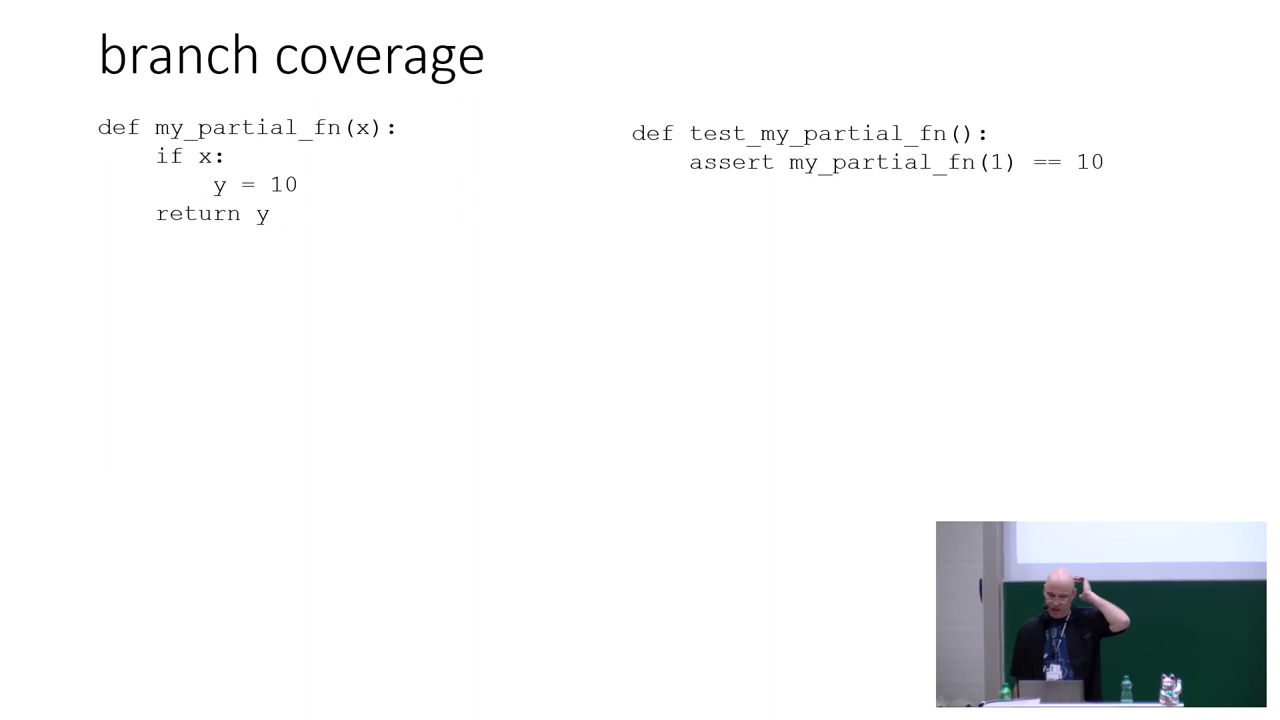 branch coverage
def my_partial_fn(x):
    if x:
        y = 10
    return y
def test_my_partial_fn():
    assert my_partial_fn(1) == 10